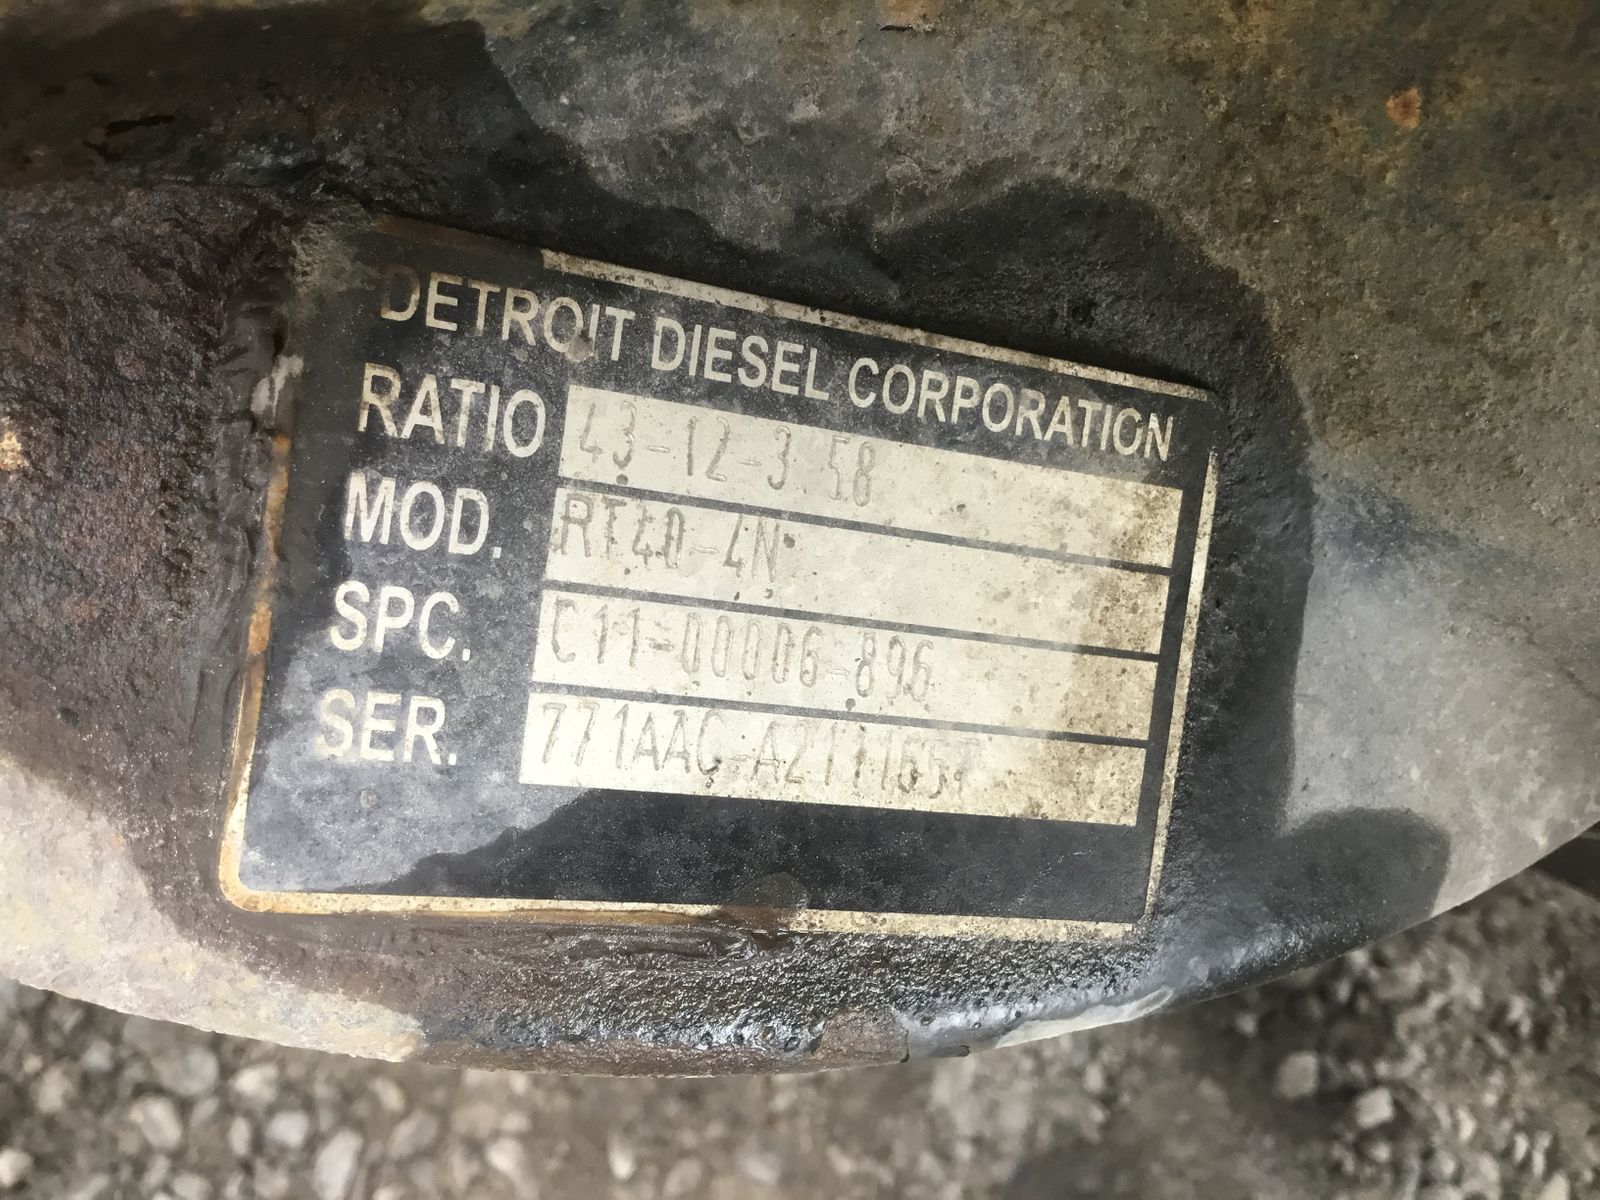 DETROIT DIESEL CORPORATION
RATIO 43-12-3.58
MOD. RT40-4N
SPC. C11-00006-896
SER.